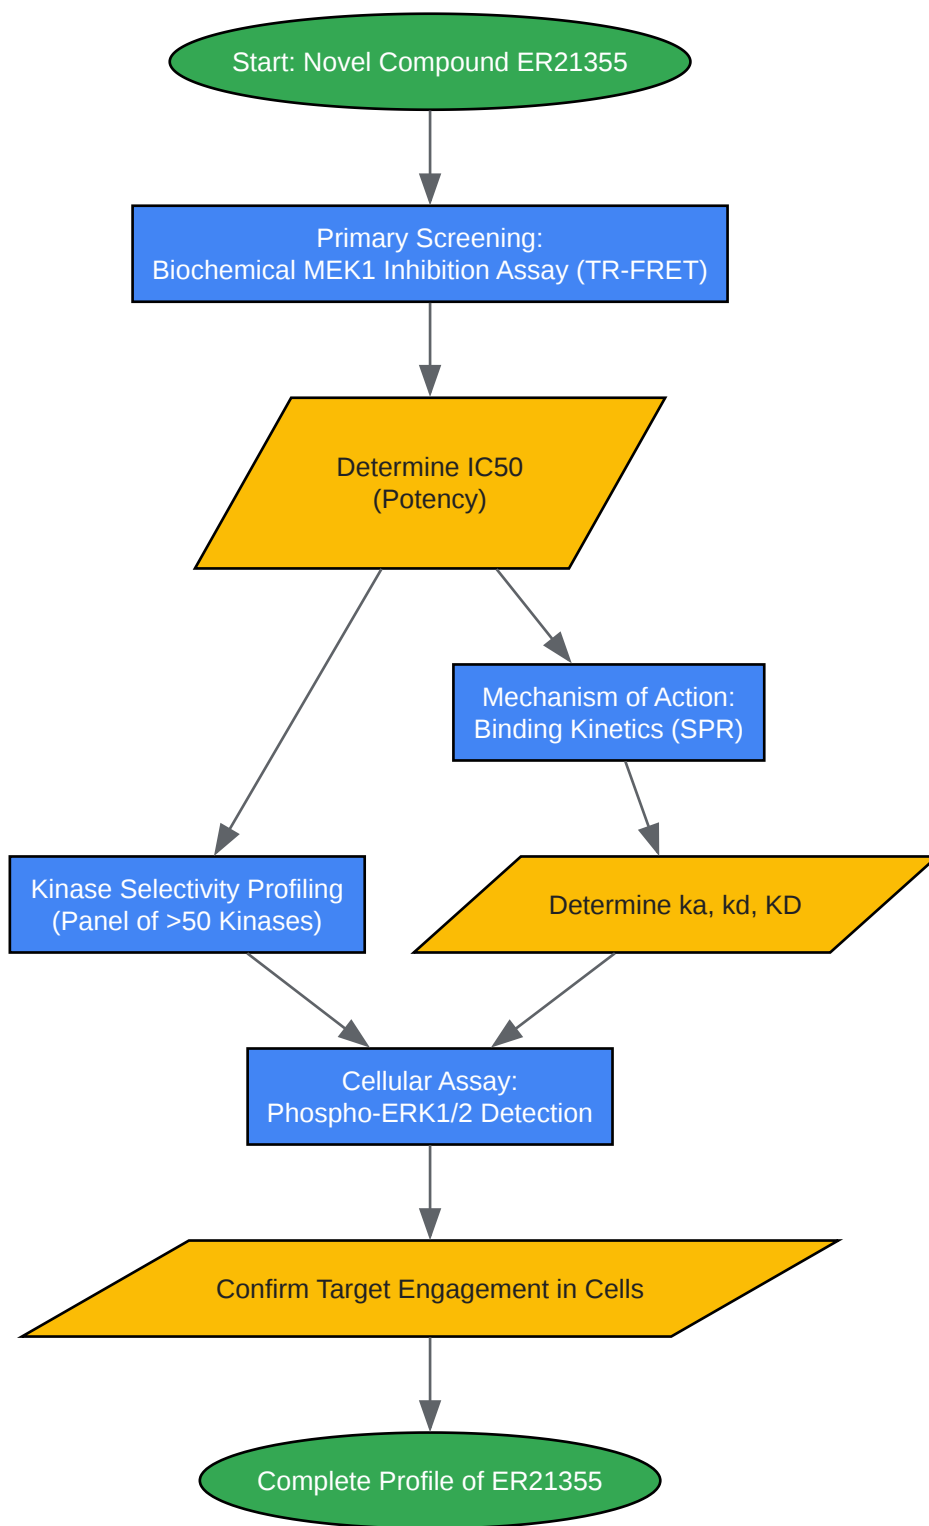 Start: Novel Compound ER21355
Primary Screening:
Biochemical MEK1 Inhibition Assay (TR-FRET)
Determine IC50
(Potency)
Mechanism of Action:
Binding Kinetics (SPR)
Kinase Selectivity Profiling
(Panel of >50 Kinases)
Determine ka, kd, KD
Cellular Assay:
Phospho-ERK1/2 Detection
Confirm Target Engagement in Cells
Complete Profile of ER21355